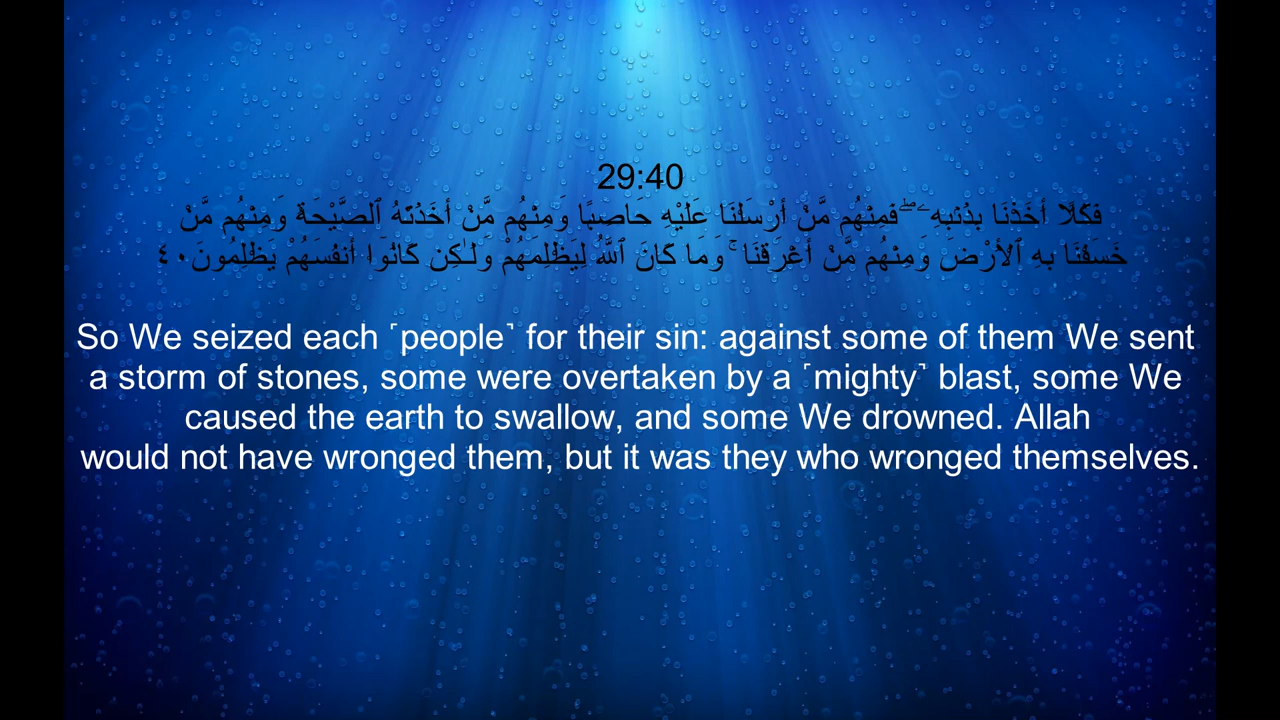 29:40
فَكُلًّا أَخَذْنَا بِذَنۢبِهِۦ ۖ فَمِنْهُم مَّنْ أَرْسَلْنَا عَلَيْهِ حَاصِبًا وَمِنْهُم مَّنْ أَخَذَتْهُ ٱلصَّيْحَةُ وَمِنْهُم مَّنْ
خَسَفْنَا بِهِ ٱلْأَرْضَ وَمِنْهُم مَّنْ أَغْرَقْنَا ۚ وَمَا كَانَ ٱللَّهُ لِيَظْلِمَهُمْ وَلَـٰكِن كَانُوٓا۟ أَنفُسَهُمْ يَظْلِمُونَ ٤٠
So We seized each ˹people˺ for their sin: against some of them We sent
a storm of stones, some were overtaken by a ˹mighty˺ blast, some We
caused the earth to swallow, and some We drowned. Allah
would not have wronged them, but it was they who wronged themselves.